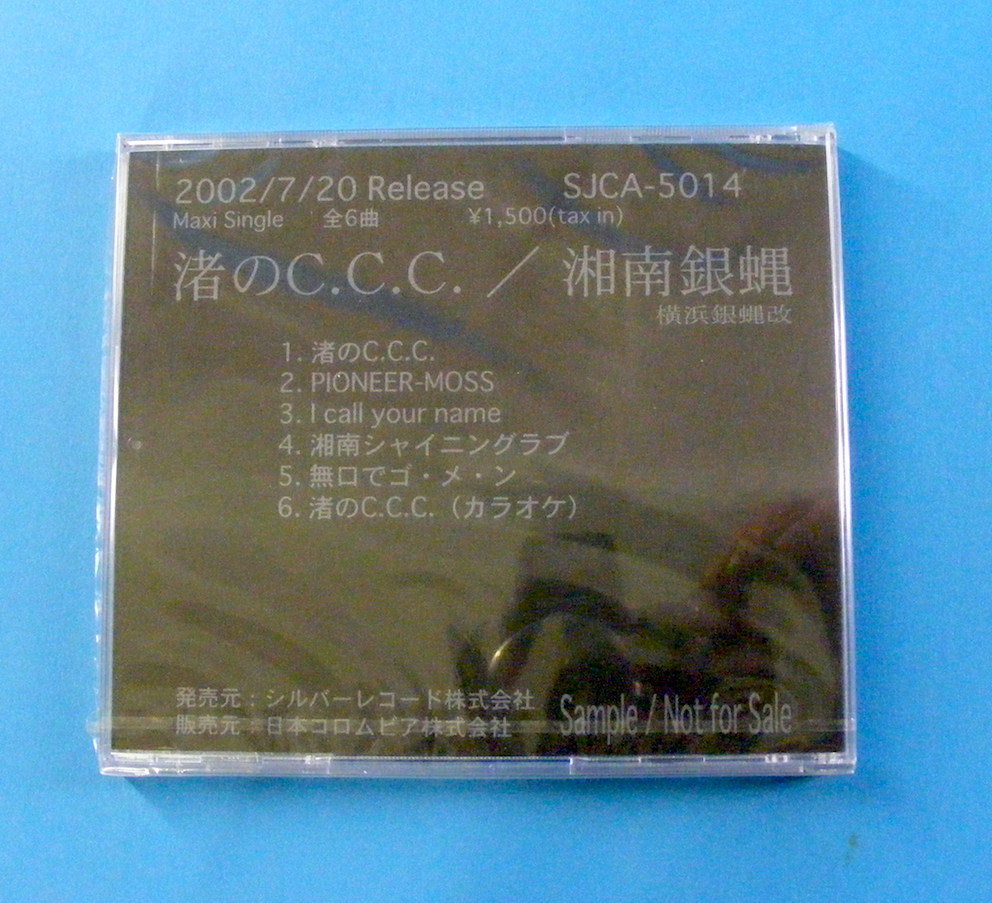 2002/7/20 Release SJCA-5014
Maxi Single 全6曲 ¥1,500(tax in)
渚のC.C.C. / 湘南銀蝿
横浜銀蝿改
1. 渚のC.C.C.
2. PIONEER-MOSS
3. I call your name
4. 湘南シャイニングラブ
5. 無口でゴ・メ・ン
6. 渚のC.C.C.（カラオケ）
発売元：シルバーレコード株式会社
販売元：日本コロムビア株式会社
Sample / Not for Sale